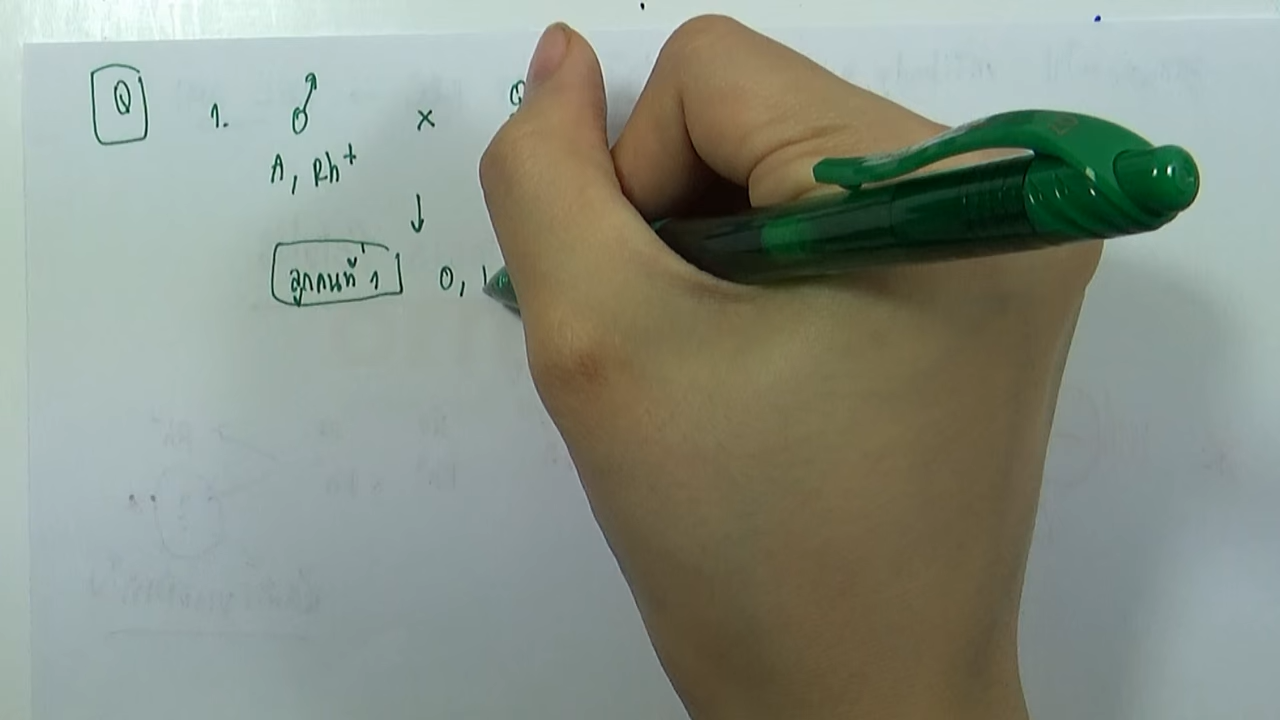 Q 1. ♂ × ♀
A, Rh+
↓
ลูกคนที่ 1 O,